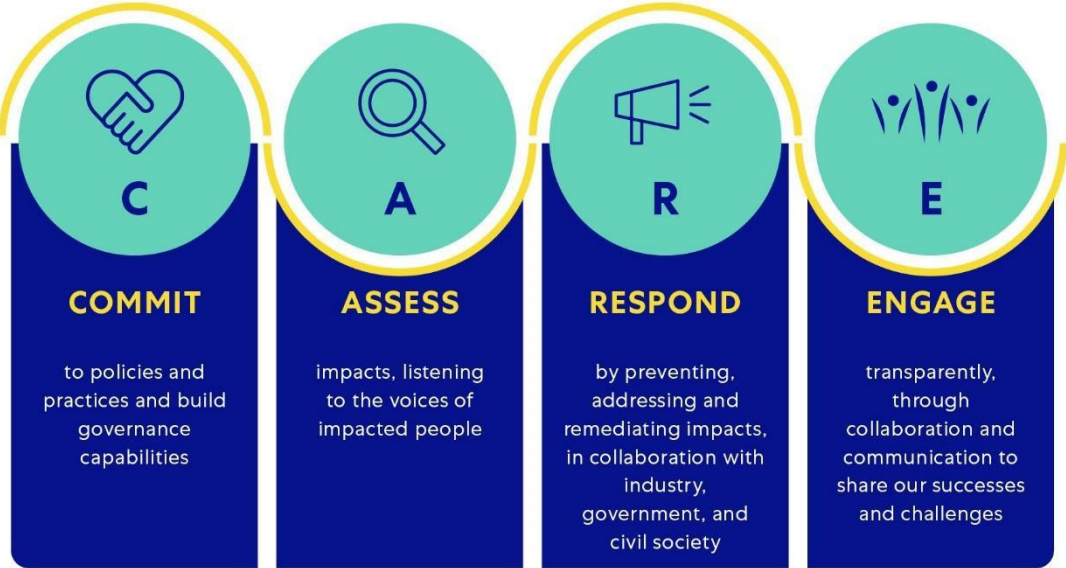 C
COMMIT
to policies and
practices and build
governance
capabilities
A
ASSESS
impacts, listening
to the voices of
impacted people
R
RESPOND
by preventing,
addressing and
remediating impacts,
in collaboration with
industry,
government, and
civil society
E
ENGAGE
transparently,
through
collaboration and
communication to
share our successes
and challenges